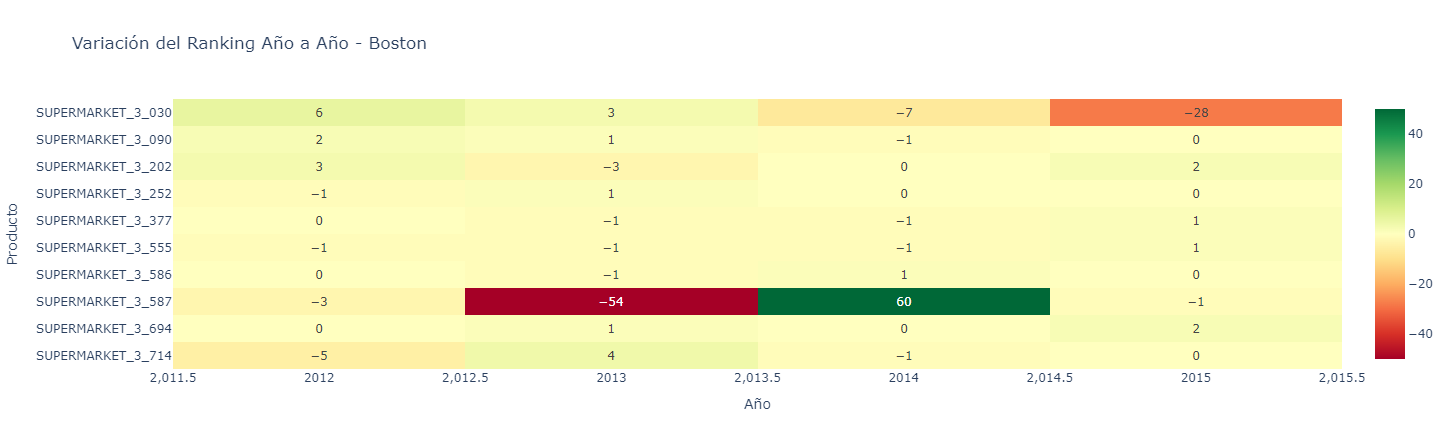 Variación del Ranking Año a Año - Boston
Producto
SUPERMARKET_3_030 6 3 −7 −28
SUPERMARKET_3_090 2 1 −1 0
SUPERMARKET_3_202 3 −3 0 2
SUPERMARKET_3_252 −1 1 0 0
SUPERMARKET_3_377 0 −1 −1 1
SUPERMARKET_3_555 −1 −1 −1 1
SUPERMARKET_3_586 0 −1 1 0
SUPERMARKET_3_587 −3 −54 60 −1
SUPERMARKET_3_694 0 1 0 2
SUPERMARKET_3_714 −5 4 −1 0
2,011.5 2012 2,012.5 2013 2,013.5 2014 2,014.5 2015 2,015.5
Año
40
20
0
−20
−40